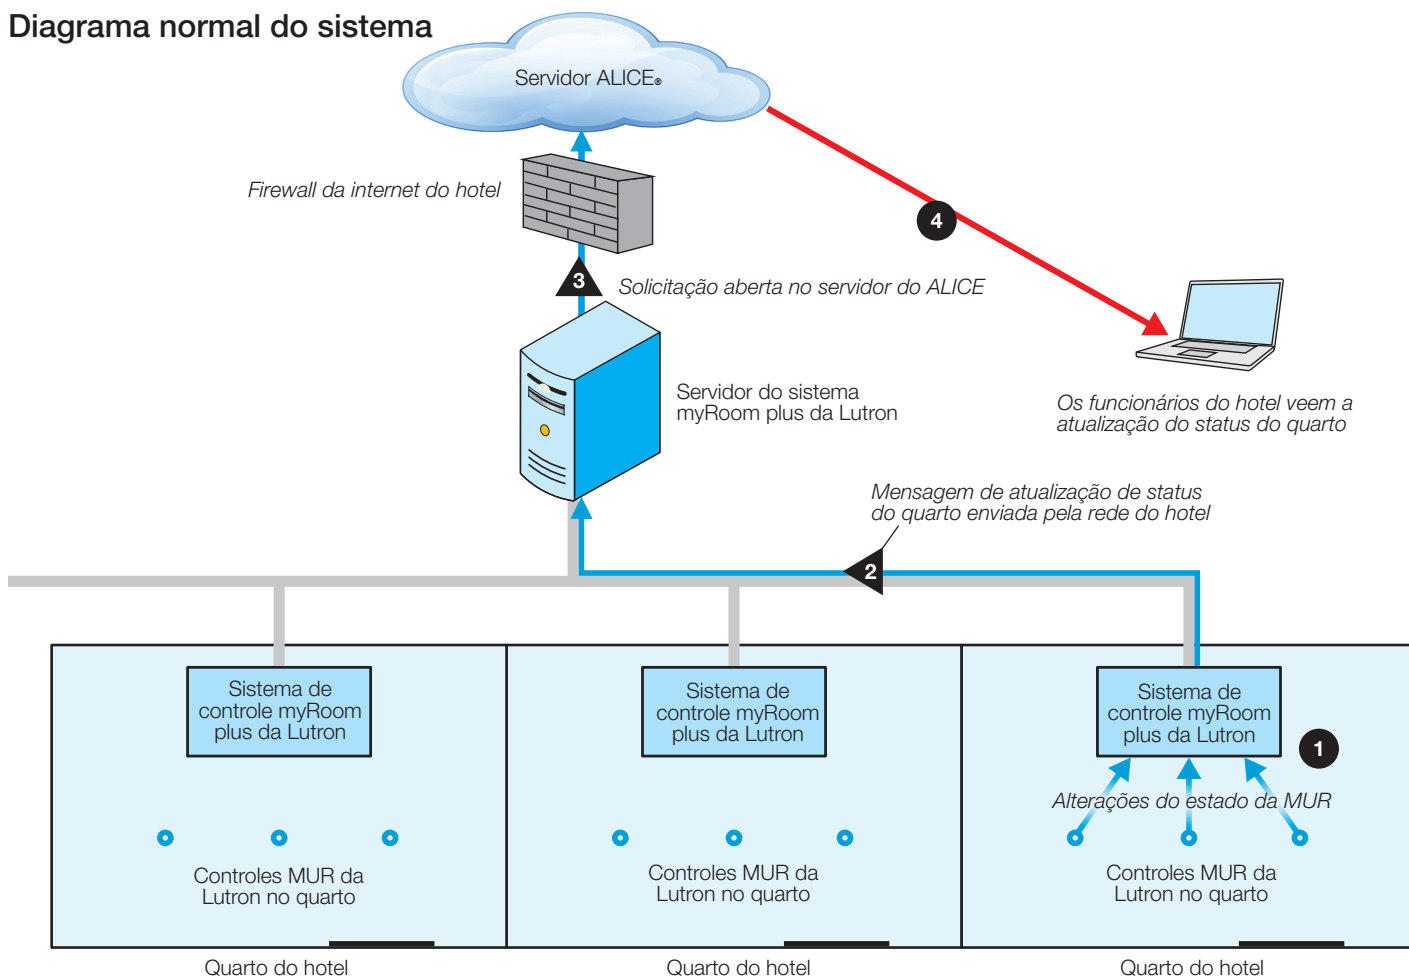 Diagrama normal do sistema
Servidor ALICE®
Firewall da internet do hotel
4
3
Solicitação aberta no servidor do ALICE
Servidor do sistema
myRoom plus da Lutron
Os funcionários do hotel veem a
atualização do status do quarto
Mensagem de atualização de status
do quarto enviada pela rede do hotel
2
Sistema de
controle myRoom
plus da Lutron
Sistema de
controle myRoom
plus da Lutron
Sistema de
controle myRoom
plus da Lutron
1
Alterações do estado da MUR
Controles MUR da
Lutron no quarto
Controles MUR da
Lutron no quarto
Controles MUR da
Lutron no quarto
Quarto do hotel
Quarto do hotel
Quarto do hotel